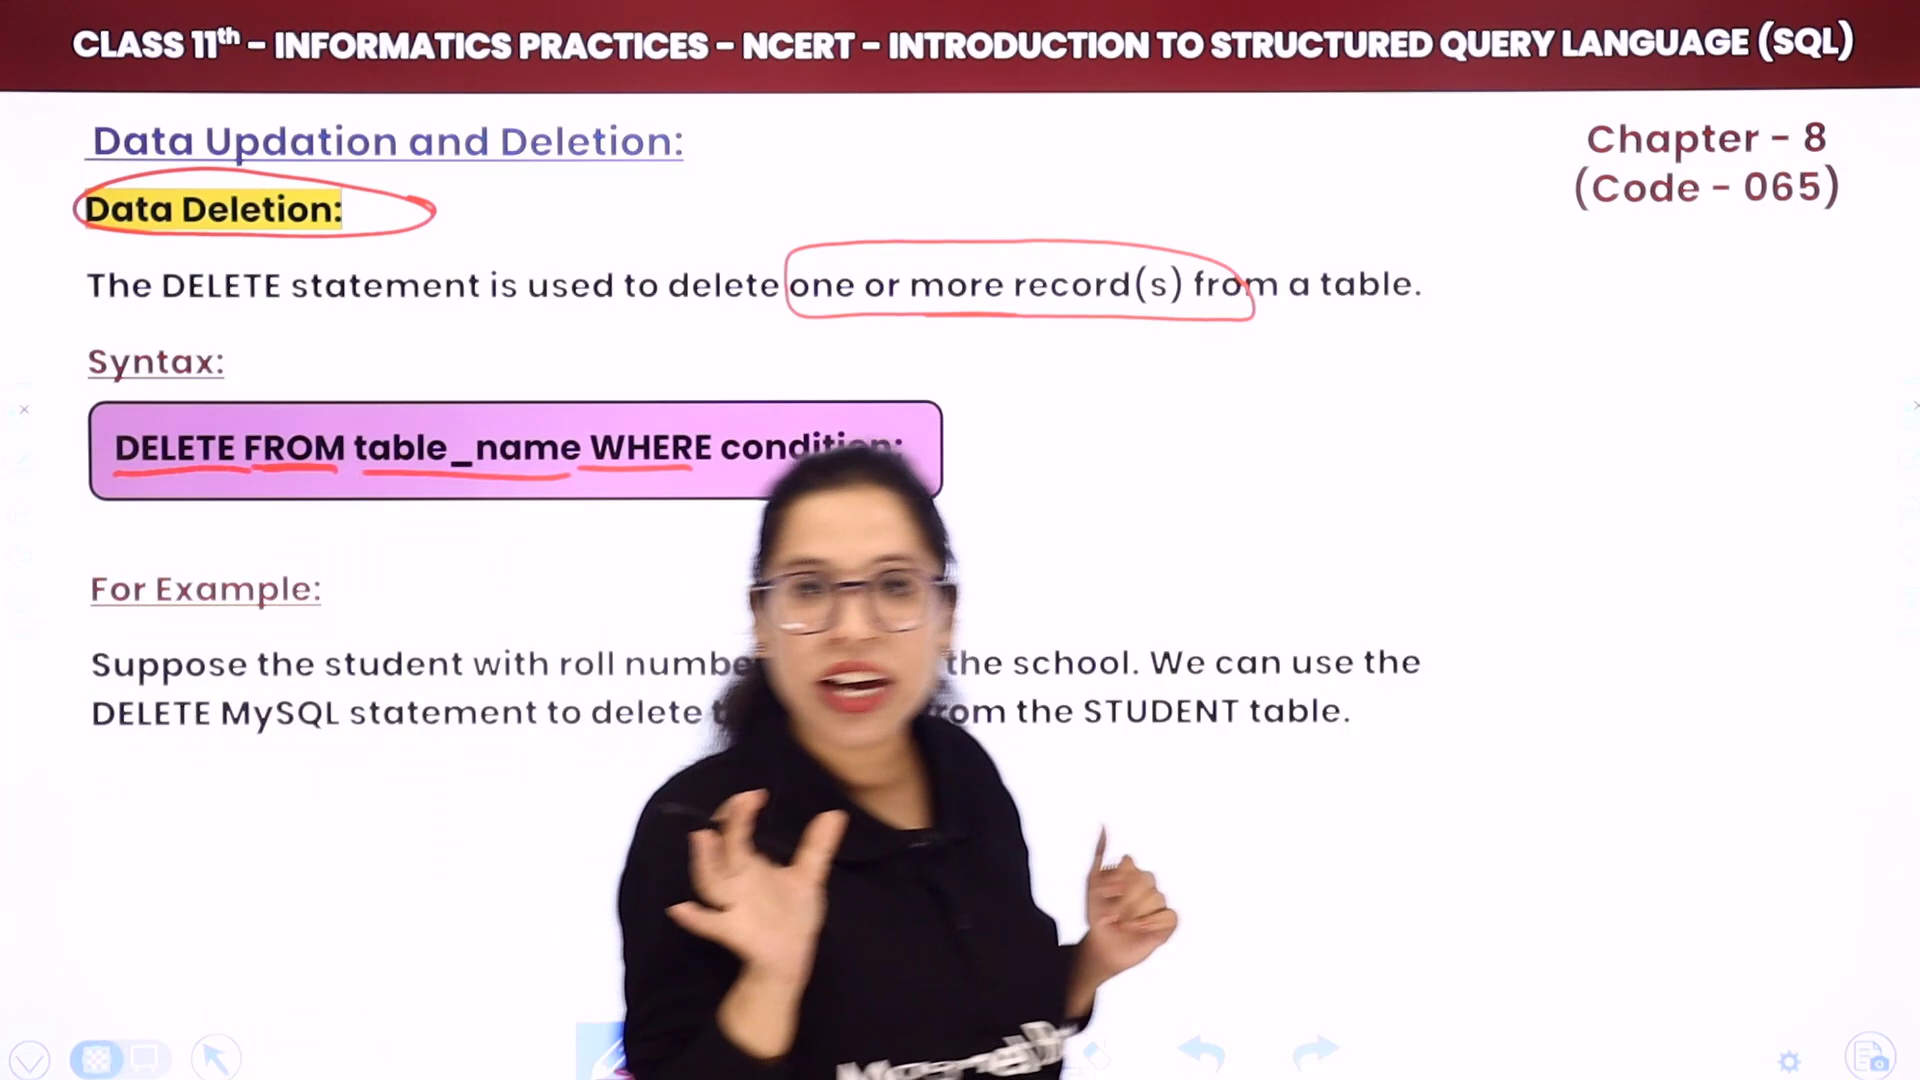 CLASS 11th - INFORMATICS PRACTICES - NCERT - INTRODUCTION TO STRUCTURED QUERY LANGUAGE (SQL)
Data Updation and Deletion:
Chapter - 8
(Code - 065)
Data Deletion:
The DELETE statement is used to delete one or more record(s) from a table.
Syntax:
DELETE FROM table_name WHERE condition;
For Example:
Suppose the student with roll the school. We can use the
DELETE MySQL statement to delete from the STUDENT table.